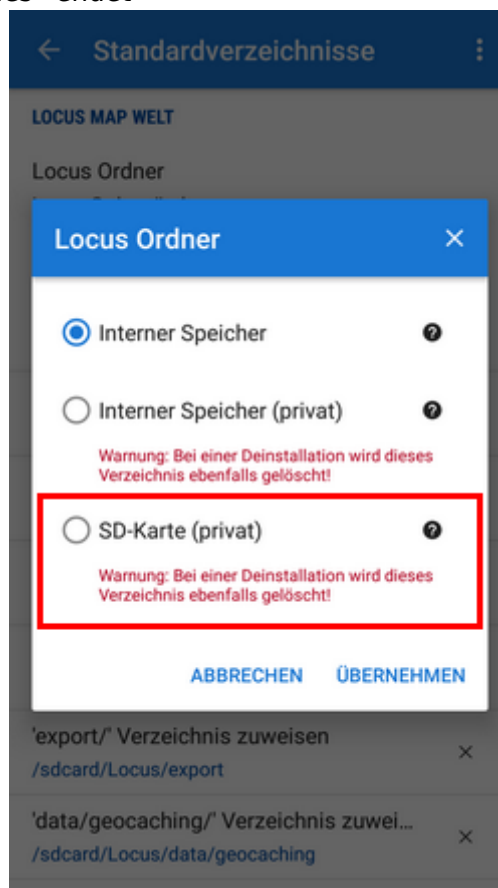 Standardverzeichnisse
LOCUS MAP WELT
Locus Ordner
Locus Ordner
Interner Speicher
Interner Speicher (privat)
Warnung: Bei einer Deinstallation wird dieses
Verzeichnis ebenfalls gelöscht!
SD-Karte (privat)
Warnung: Bei einer Deinstallation wird dieses
Verzeichnis ebenfalls gelöscht!
ABBRECHEN ÜBERNEHMEN
'export/' Verzeichnis zuweisen
/sdcard/Locus/export
'data/geocaching/' Verzeichnis zuwei...
/sdcard/Locus/data/geocaching